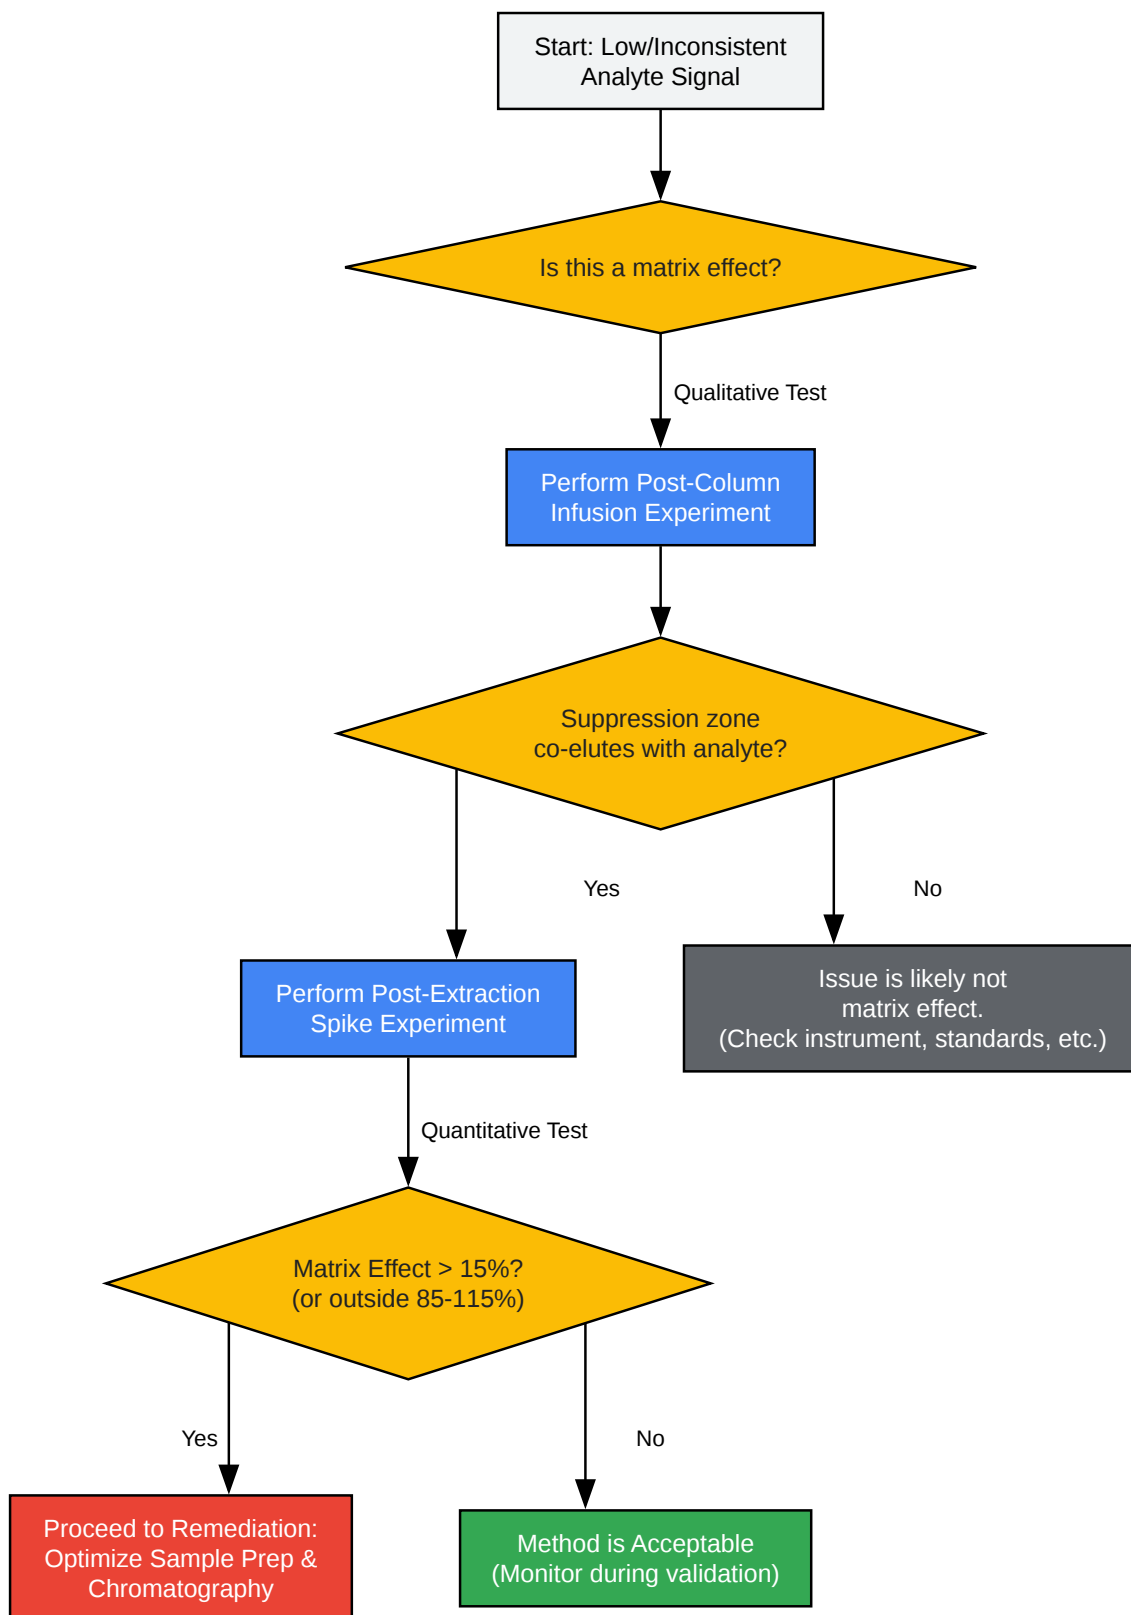 Start: Low/Inconsistent
Analyte Signal
Is this a matrix effect?
Qualitative Test
Perform Post-Column
Infusion Experiment
Suppression zone
co-elutes with analyte?
Yes
No
Perform Post-Extraction
Spike Experiment
Issue is likely not
matrix effect.
(Check instrument, standards, etc.)
Quantitative Test
Matrix Effect > 15%?
(or outside 85-115%)
Yes
No
Proceed to Remediation:
Optimize Sample Prep &
Chromatography
Method is Acceptable
(Monitor during validation)